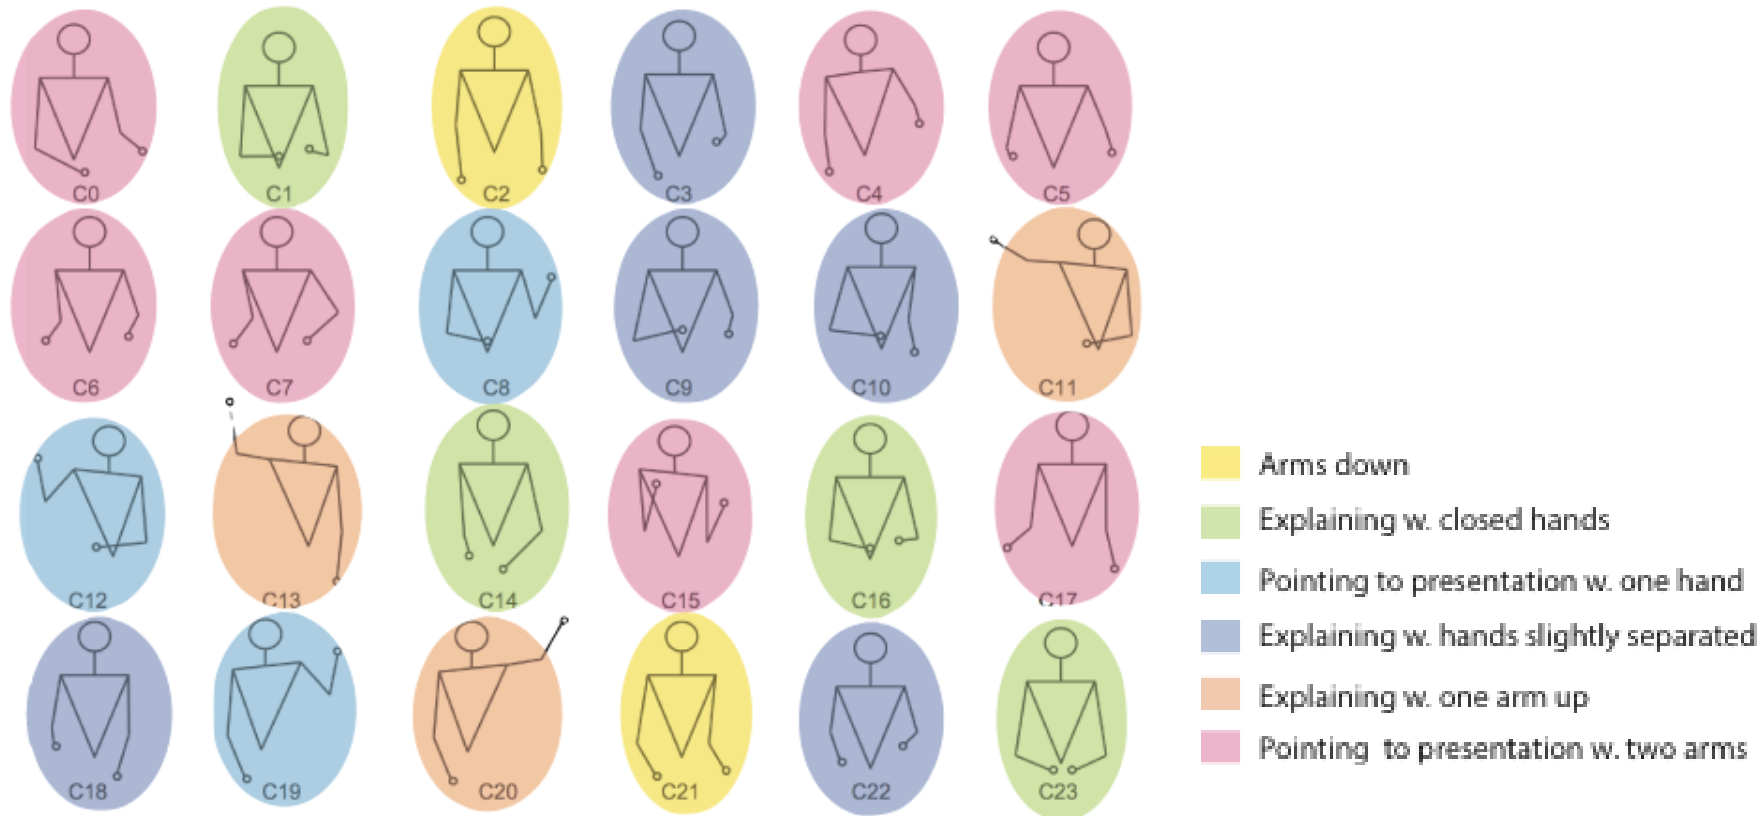 C0 C1 C2 C3 C4 C5
C6 C7 C8 C9 C10 C11
C12 C13 C14 C15 C16 C17
C18 C19 C20 C21 C22 C23
Arms down
Explaining w. closed hands
Pointing to presentation w. one hand
Explaining w. hands slightly separated
Explaining w. one arm up
Pointing to presentation w. two arms